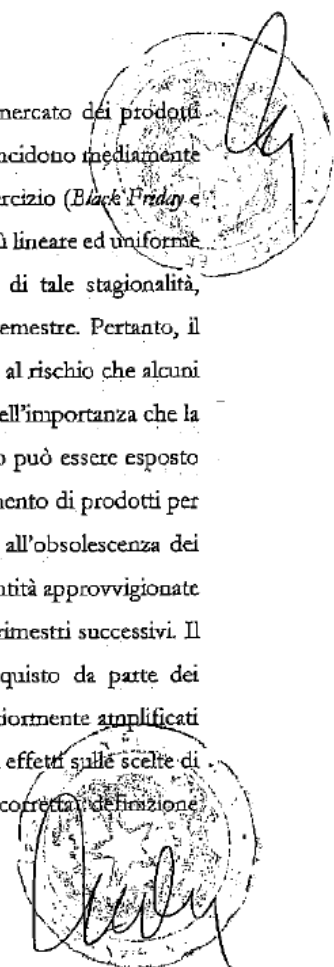 mercato dei prodotti
ncidono mediamente
ercizio (Black Friday e
ù lineare ed uniforme
di tale stagionalità,
emestre. Pertanto, il
al rischio che alcuni
ell'importanza che la
o può essere esposto
mento di prodotti per
all'obsolescenza dei
ntità approvvigionate
rimestri successivi. Il
quisto da parte dei
giormente amplificati
effetti sulle scelte di
corretta definizione